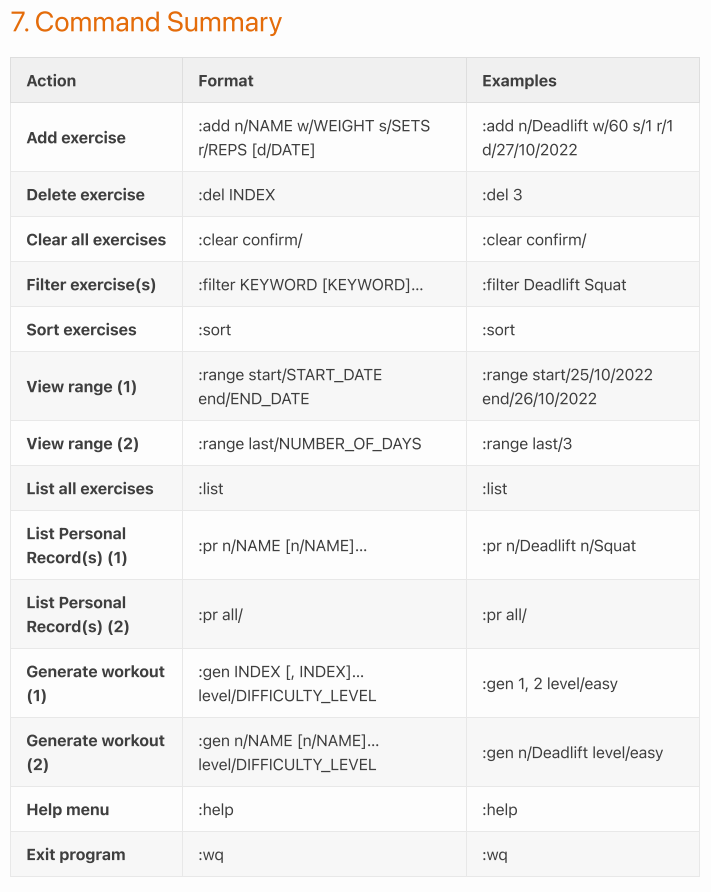 7. Command Summary
Action Format Examples
Add exercise
:add n/NAME w/WEIGHT s/SETS
r/REPS [d/DATE]
:add n/Deadlift w/60 s/1 r/1
d/27/10/2022
Delete exercise :del INDEX :del 3
Clear all exercises :clear confirm/ :clear confirm/
Filter exercise(s) :filter KEYWORD [KEYWORD]... :filter Deadlift Squat
Sort exercises :sort :sort
View range (1)
:range start/START_DATE
end/END_DATE
:range start/25/10/2022
end/26/10/2022
View range (2) :range last/NUMBER_OF_DAYS :range last/3
List all exercises :list :list
List Personal
Record(s) (1)
:pr n/NAME [n/NAME]...
:pr n/Deadlift n/Squat
List Personal
Record(s) (2)
:pr all/
:pr all/
Generate workout
(1)
:gen INDEX [, INDEX]...
level/DIFFICULTY_LEVEL
:gen 1, 2 level/easy
Generate workout
(2)
:gen n/NAME [n/NAME]...
level/DIFFICULTY_LEVEL
:gen n/Deadlift level/easy
Help menu :help :help
Exit program :wq :wq